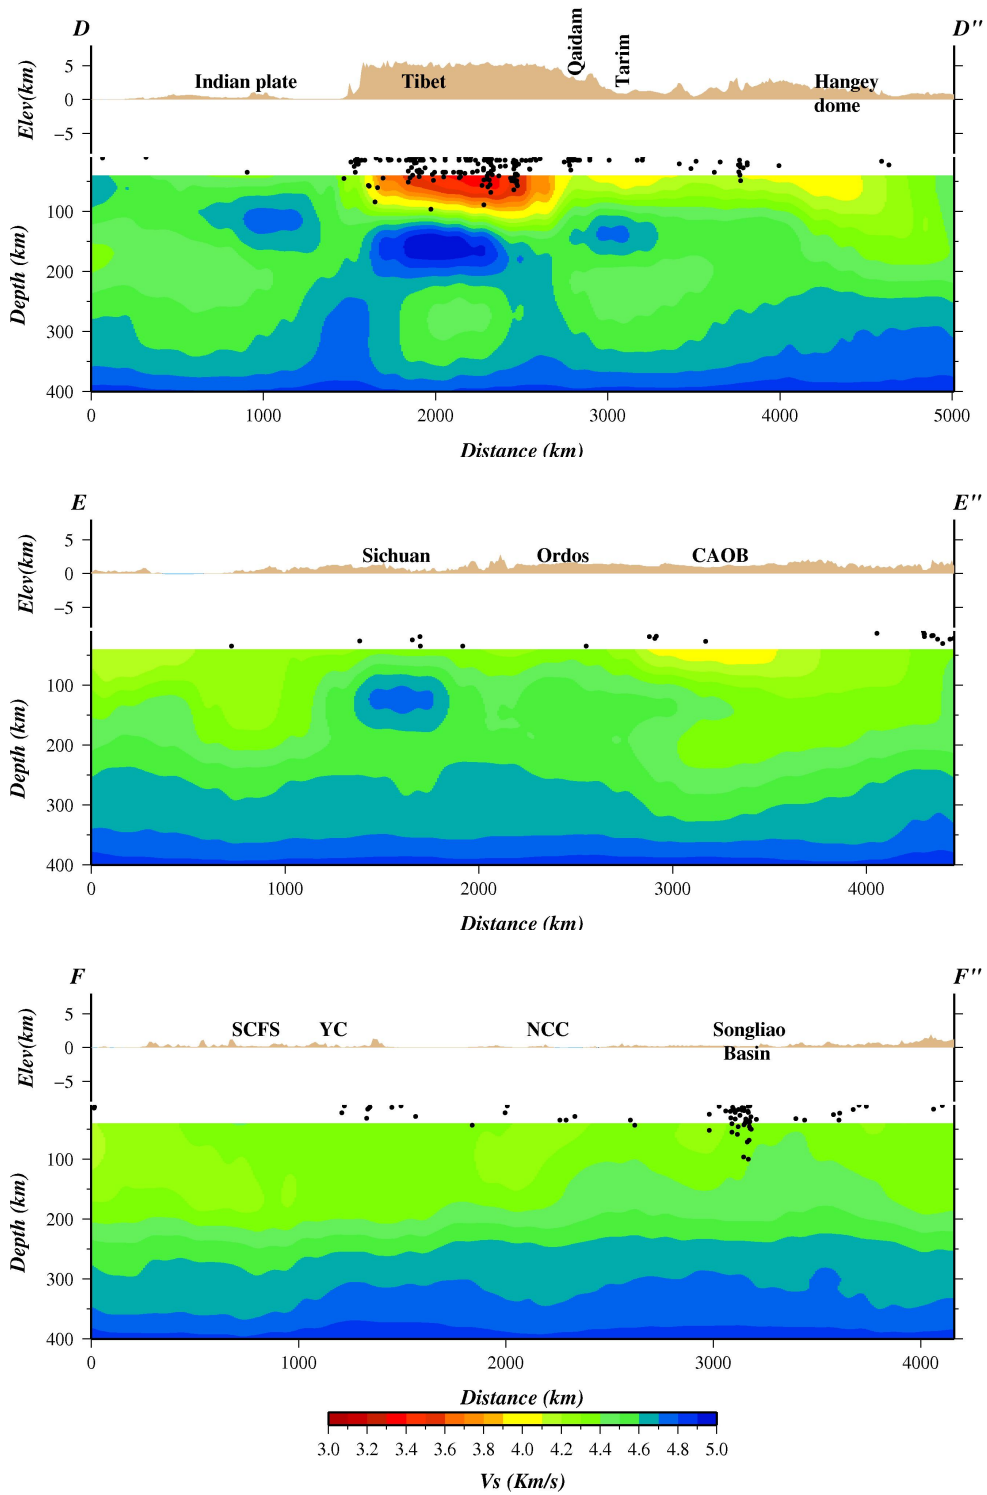 D D"
Elev(km)
5
0
−5
Indian plate Tibet Qaidam Tarim Hangey
dome
Depth (km)
100
200
300
400
0 1000 2000 3000 4000 5000
Distance (km)
E E"
Elev(km)
5
0
−5
Sichuan Ordos CAOB
Depth (km)
100
200
300
400
0 1000 2000 3000 4000
Distance (km)
F F"
Elev(km)
5
0
−5
SCFS YC NCC Songliao
Basin
Depth (km)
100
200
300
400
0 1000 2000 3000 4000
Distance (km)
3.0 3.2 3.4 3.6 3.8 4.0 4.2 4.4 4.6 4.8 5.0
Vs (Km/s)